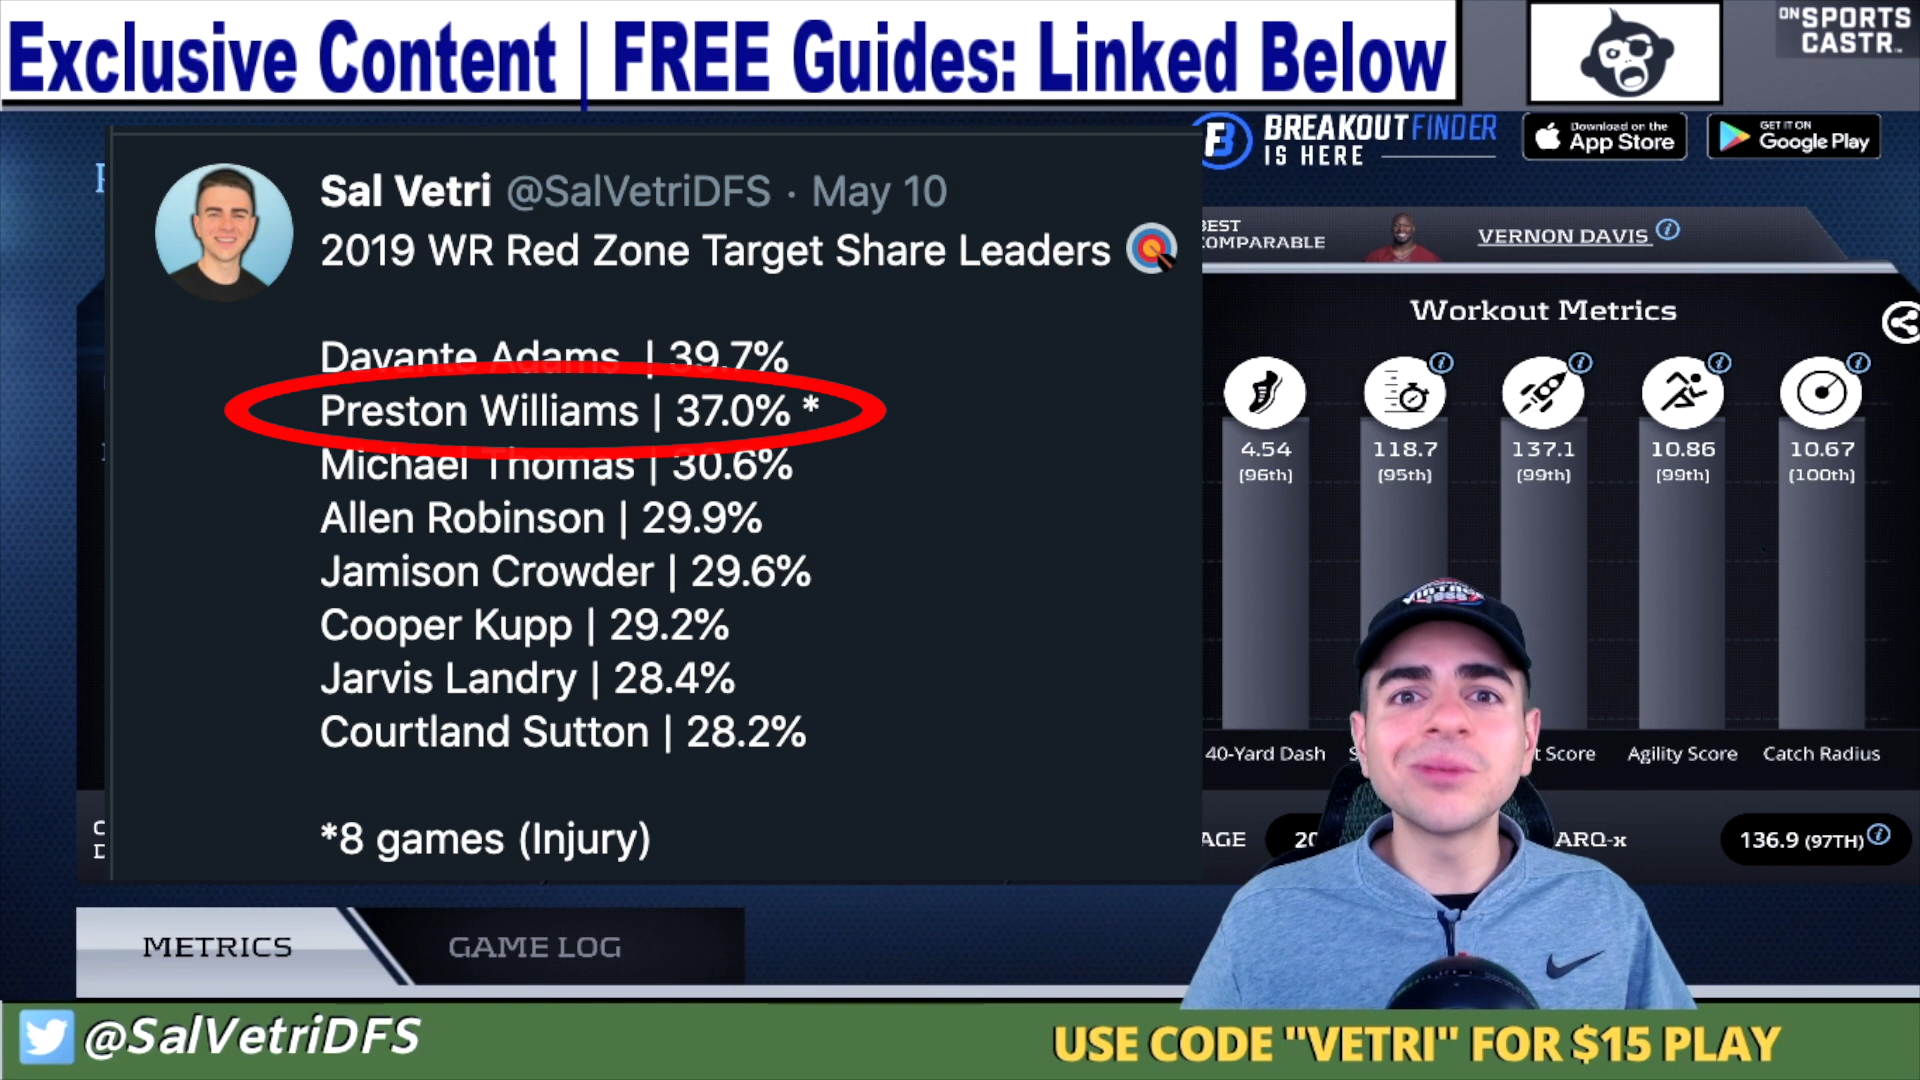 Exclusive Content | FREE Guides: Linked Below
ON SPORTS
CASTR
BREAKOUT FINDER
IS HERE
Download on the
App Store
GET IT ON
Google Play
Sal Vetri @SalVetriDFS · May 10
2019 WR Red Zone Target Share Leaders 🎯
Davante Adams | 39.7%
Preston Williams | 37.0% *
Michael Thomas | 30.6%
Allen Robinson | 29.9%
Jamison Crowder | 29.6%
Cooper Kupp | 29.2%
Jarvis Landry | 28.4%
Courtland Sutton | 28.2%
*8 games (Injury)
BEST
COMPARABLE
VERNON DAVIS
Workout Metrics
4.54
(96th)
118.7
(95th)
137.1
(99th)
10.86
(99th)
10.67
(100th)
40-Yard Dash
Score
Agility Score
Catch Radius
AGE
20
ARQ-x
136.9 (97TH)
METRICS
GAME LOG
@SalVetriDFS
USE CODE "VETRI" FOR $15 PLAY